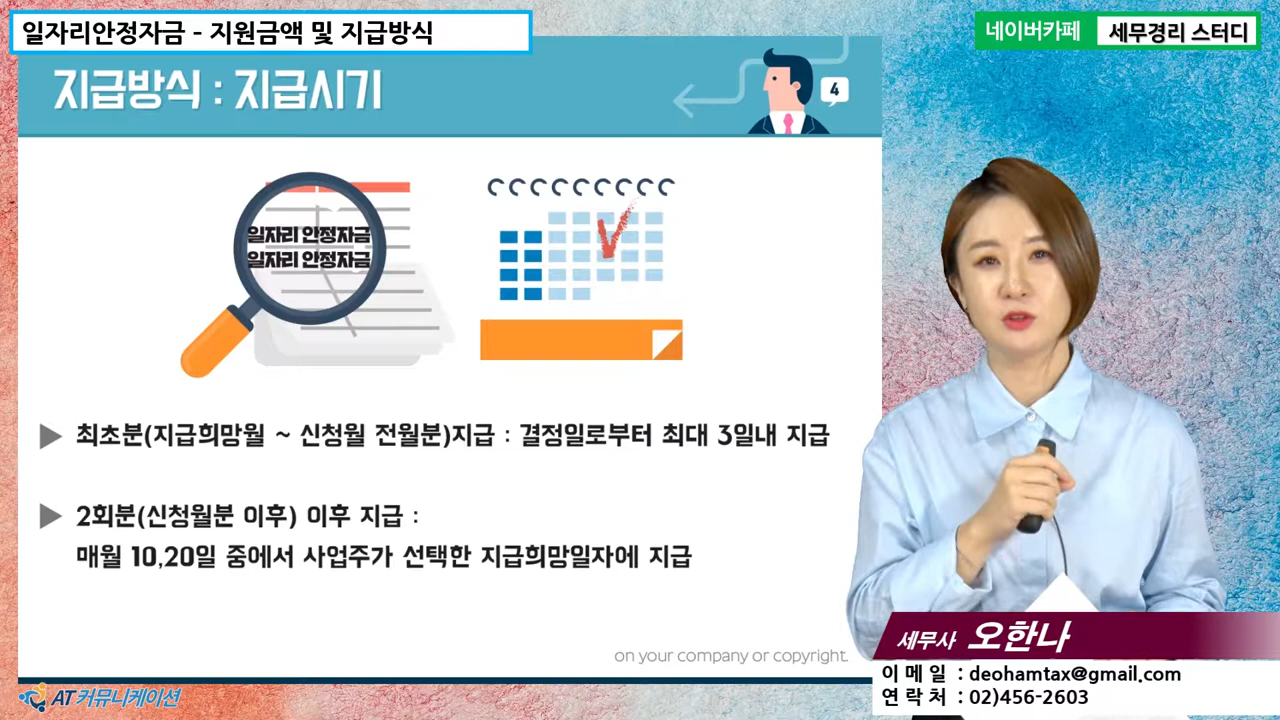 일자리안정자금 - 지원금액 및 지급방식
네이버카페 세무경리 스터디
지급방식 : 지급시기
4
일자리 안정자금
일자리 안정자금
최초분(지급희망월 ~ 신청월 전월분)지급 : 결정일로부터 최대 3일내 지급
2회분(신청월분 이후) 이후 지급 :
매월 10,20일 중에서 사업주가 선택한 지급희망일자에 지급
on your company or copyright.
세무사 오한나
이 메 일 : deohamtax@gmail.com
연 락 처 : 02)456-2603
AT커뮤니케이션